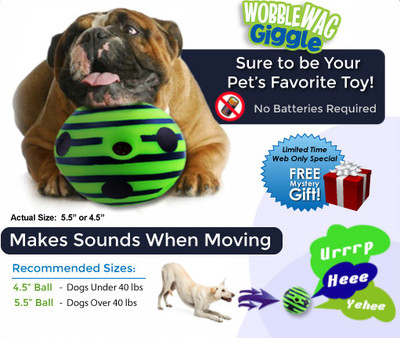 WOBBLE WAG
Giggle
Sure to be Your
Pet's Favorite Toy!
No Batteries Required
Limited Time
Web Only Special
FREE
Mystery
Gift!
Actual Size: 5.5" or 4.5"
Makes Sounds When Moving
Recommended Sizes:
4.5" Ball - Dogs Under 40 lbs
5.5" Ball - Dogs Over 40 lbs
Urrrp
Heee
Yehee